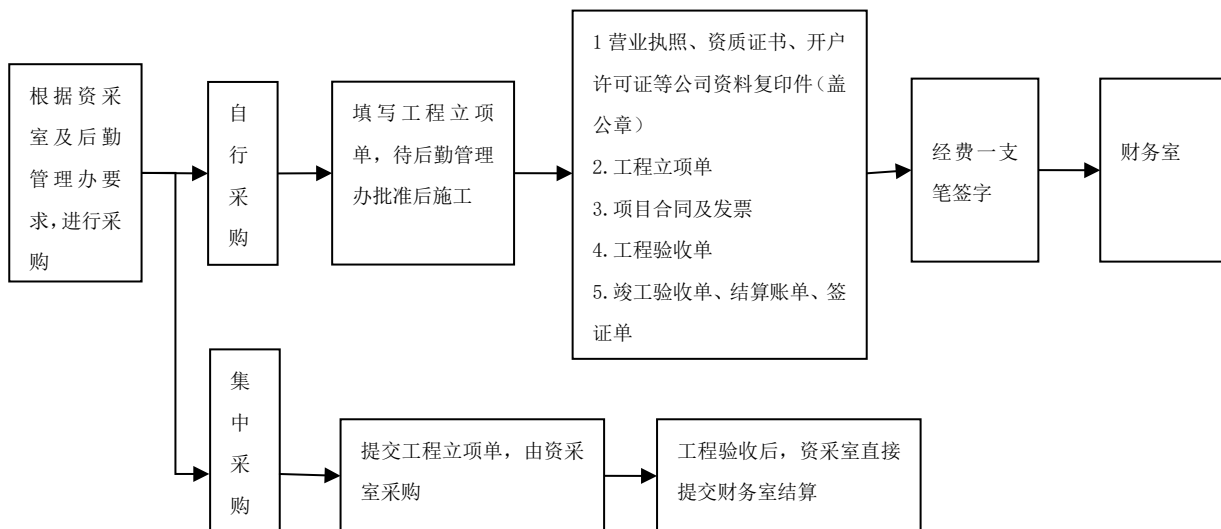 根据资采
室及后勤
管理办要
求,进行采
购
自
行
采
购
填写工程立项
单，待后勤管理
办批准后施工
1 营业执照、资质证书、开户
许可证等公司资料复印件（盖
公章）
2.工程立项单
3.项目合同及发票
4.工程验收单
5.竣工验收单、结算账单、签
证单
经费一支
笔签字
财务室
集
中
采
购
提交工程立项单，由资采
室采购
工程验收后，资采室直接
提交财务室结算